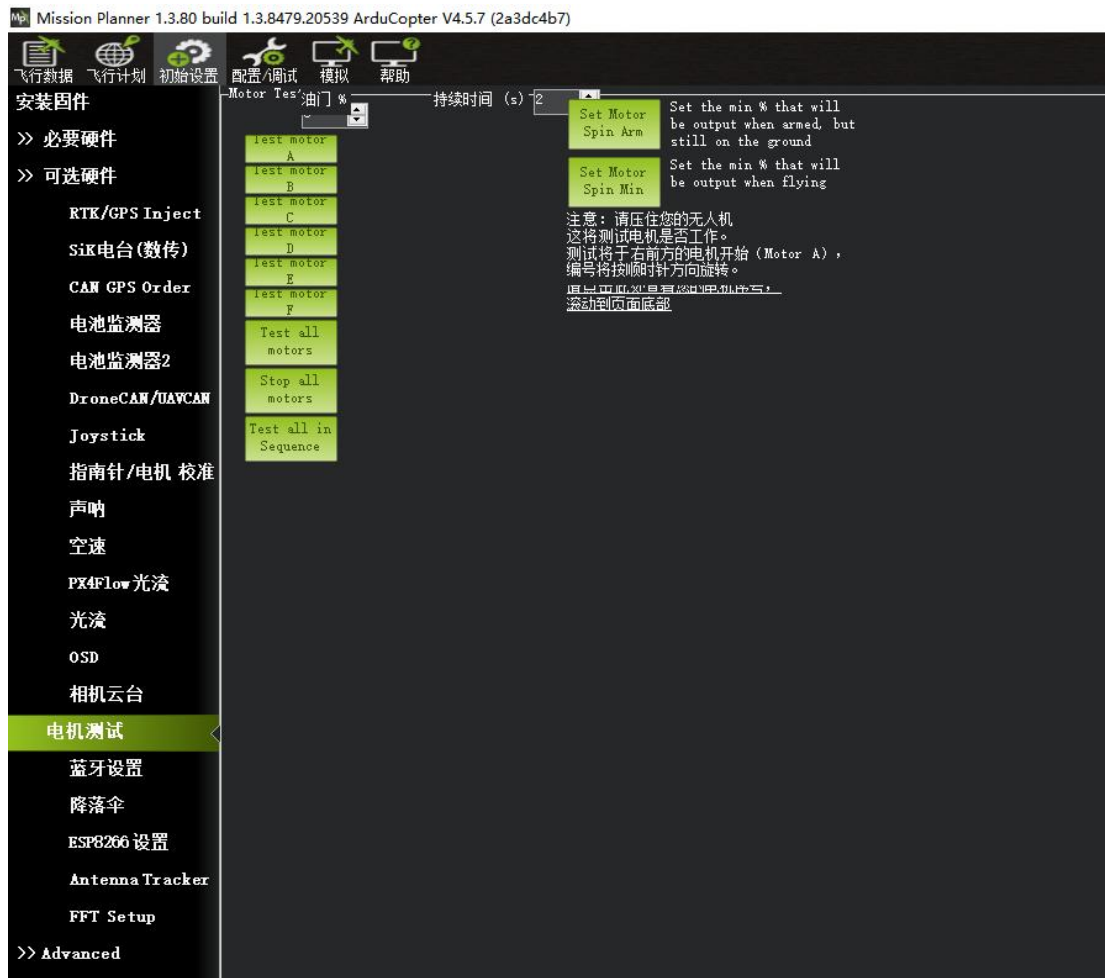 Mission Planner 1.3.80 build 1.3.8479.20539 ArduCopter V4.5.7 (2a3dc4b7)
飞行数据 飞行计划 初始设置 配置/调试 模拟 帮助
安装固件
>> 必要硬件
>> 可选硬件
RTK/GPS Inject
SiK电台(数传)
CAN GPS Order
电池监测器
电池监测器2
DroneCAN/UAVCAN
Joystick
指南针/电机 校准
声呐
空速
PX4Flow光流
光流
OSD
相机云台
电机测试
蓝牙设置
降落伞
ESP8266 设置
Antenna Tracker
FFT Setup
>> Advanced
Motor Tes
油门 %
持续时间 (s) 2
Test motor
A
Test motor
B
Test motor
C
Test motor
D
Test motor
E
Test motor
F
Test all
motors
Stop all
motors
Test all in
Sequence
Set Motor
Spin Arm
Set the min % that will
be output when armed, but
still on the ground
Set Motor
Spin Min
Set the min % that will
be output when flying
注意: 请压住您的无人机
这将测试电机是否工作。
测试将于右前方的电机开始 (Motor A),
编号将按顺时针方向旋转。
滚动到页面底部